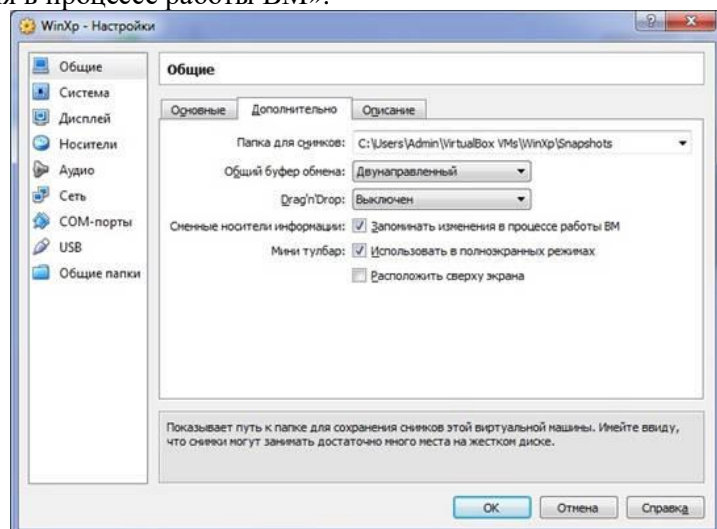 я в процессе работы ВМ».
WinXp - Настройки
Общие
Система
Дисплей
Носители
Аудио
Сеть
COM-порты
USB
Общие папки
Общие
Основные Дополнительно Описание
Папка для снимков: C:\Users\Admin\VirtualBox VMs\WinXp\Snapshots
Общий буфер обмена: Двунаправленный
Drag'n'Drop: Выключен
Сменные носители информации: Запоминать изменения в процессе работы ВМ
Мини тулбар: Использовать в полноэкранных режимах
Расположить сверху экрана
Показывает путь к папке для сохранения снимков этой виртуальной машины. Имейте ввиду,
что снимки могут занимать достаточно много места на жестком диске.
OK Отмена Справка